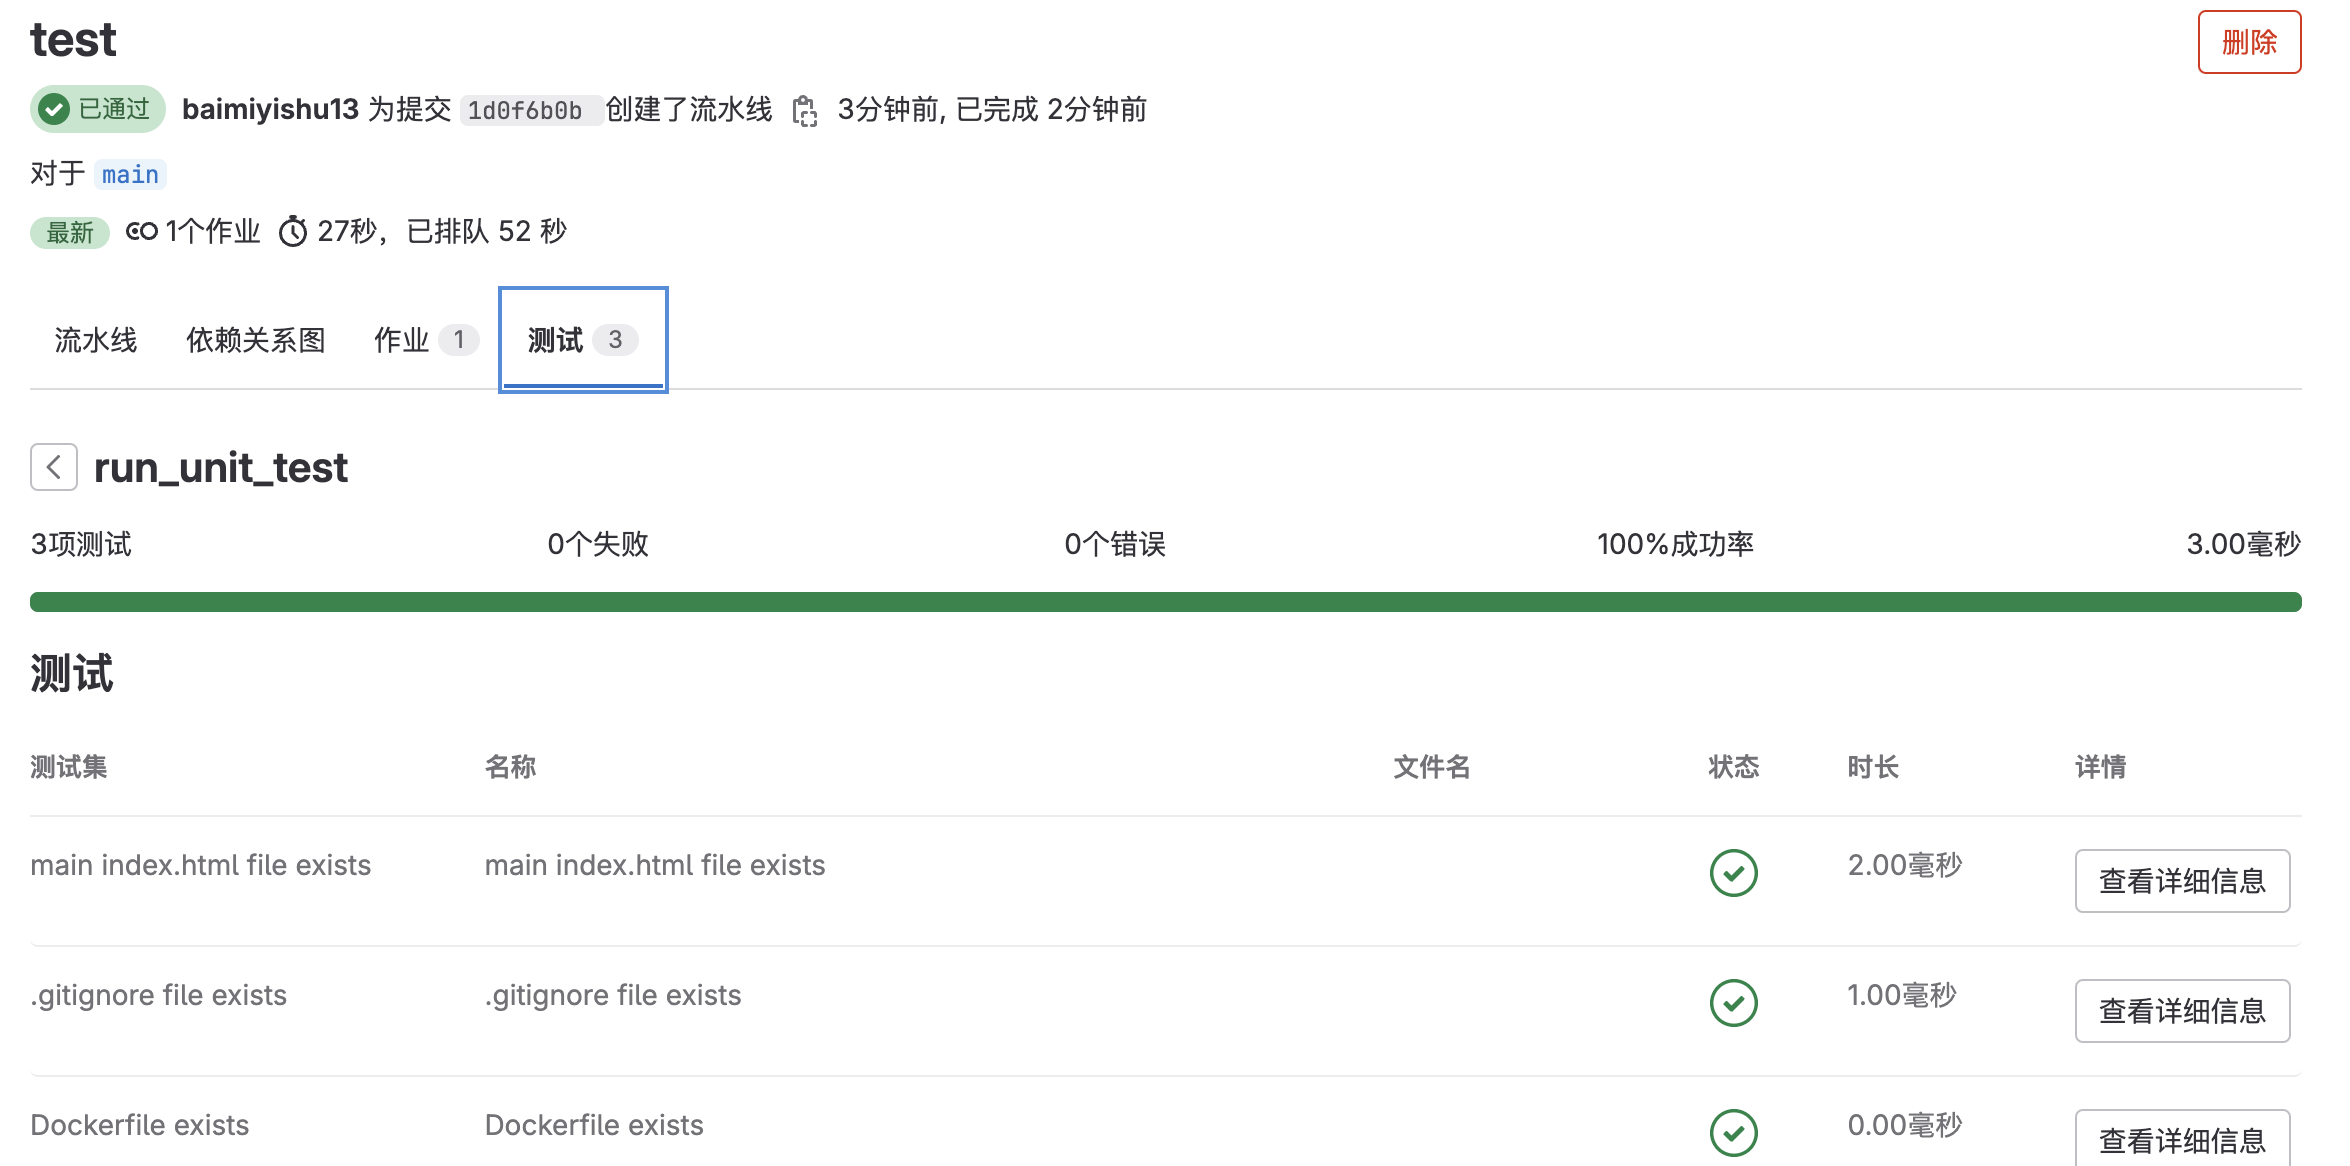 test
删除
已通过 baimiyishu13 为提交 1d0f6b0b 创建了流水线 3分钟前, 已完成 2分钟前
对于 main
最新 1个作业 27秒，已排队 52 秒
流水线 依赖关系图 作业 1 测试 3
run_unit_test
3项测试 0个失败 0个错误 100%成功率 3.00毫秒
测试
测试集 名称 文件名 状态 时长 详情
main index.html file exists main index.html file exists 2.00毫秒 查看详细信息
.gitignore file exists .gitignore file exists 1.00毫秒 查看详细信息
Dockerfile exists Dockerfile exists 0.00毫秒 查看详细信息